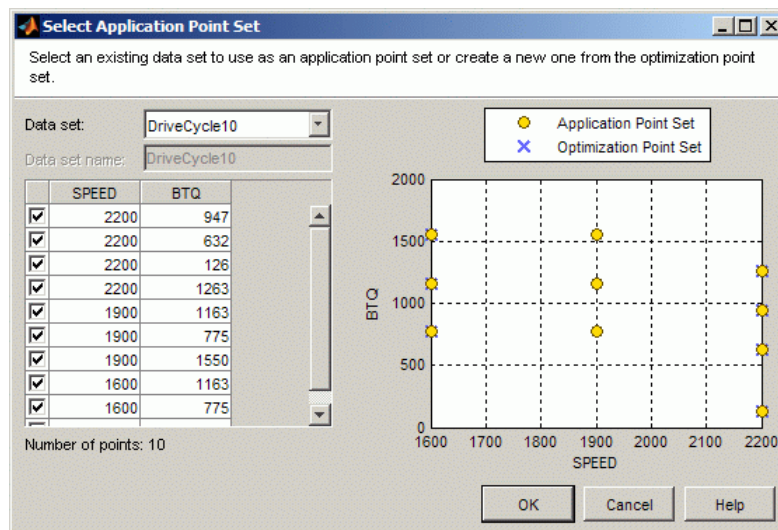 Select Application Point Set
Select an existing data set to use as an application point set or create a new one from the optimization point
set.
Data set:
DriveCycle10
Data set name:
DriveCycle10
SPEED BTQ
2200 947
2200 632
2200 126
2200 1263
1900 1163
1900 775
1900 1550
1600 1163
1600 775
Number of points: 10
Application Point Set
Optimization Point Set
2000
1500
1000
500
0
BTQ
1600 1700 1800 1900 2000 2100 2200
SPEED
OK Cancel Help